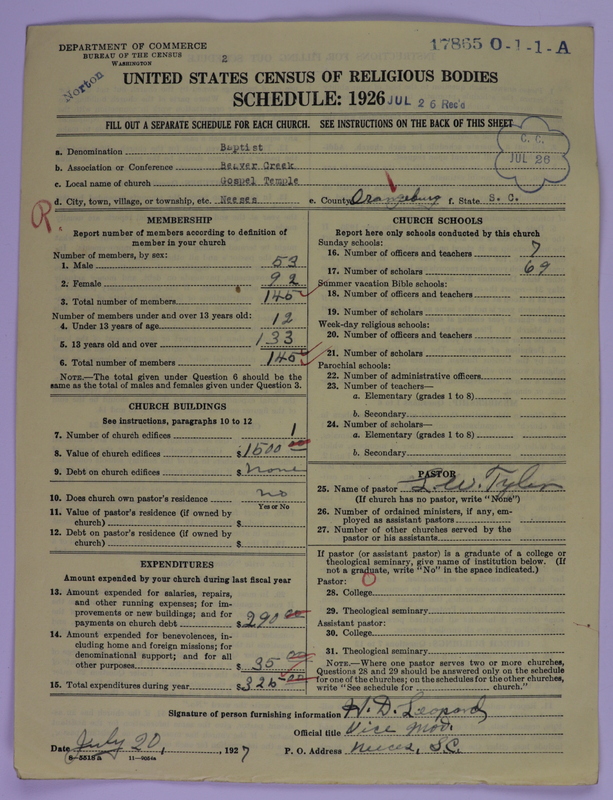 DEPARTMENT OF COMMERCE
BUREAU OF THE CENSUS
WASHINGTON
Norton
2
17865 O-1-1-A
UNITED STATES CENSUS OF RELIGIOUS BODIES
SCHEDULE: 1926
JUL 26 Rec'd
FILL OUT A SEPARATE SCHEDULE FOR EACH CHURCH. SEE INSTRUCTIONS ON THE BACK OF THIS SHEET
C. C.
JUL 26
a. Denomination Baptist
b. Association or Conference Beaver Creek
c. Local name of church Gospel Temple
d. City, town, village, or township, etc. Neeses e. County Orangeburg f. State S. C.
R.
MEMBERSHIP
Report number of members according to definition of
member in your church
Number of members, by sex:
1. Male 53
2. Female 92
3. Total number of members 145
Number of members under and over 13 years old:
4. Under 13 years of age 12
5. 13 years old and over 133
6. Total number of members 145
NOTE.—The total given under Question 6 should be the
same as the total of males and females given under Question 3.
CHURCH BUILDINGS
See instructions, paragraphs 10 to 12
7. Number of church edifices 1
8. Value of church edifices $1500 00
9. Debt on church edifices $ None
10. Does church own pastor's residence no
Yes or No
11. Value of pastor's residence (if owned by
church) $
12. Debt on pastor's residence (if owned by
church) $
EXPENDITURES
Amount expended by your church during last fiscal year
13. Amount expended for salaries, repairs,
and other running expenses; for im-
provements or new buildings; and for
payments on church debt $290 00
14. Amount expended for benevolences, in-
cluding home and foreign missions; for
denominational support; and for all
other purposes $35 00
15. Total expenditures during year $325 00
CHURCH SCHOOLS
Report here only schools conducted by this church
Sunday schools:
16. Number of officers and teachers 7
17. Number of scholars 69
Summer vacation Bible schools:
18. Number of officers and teachers
19. Number of scholars
Week-day religious schools:
20. Number of officers and teachers
21. Number of scholars
Parochial schools:
22. Number of administrative officers
23. Number of teachers—
a. Elementary (grades 1 to 8)
b. Secondary
24. Number of scholars—
a. Elementary (grades 1 to 8)
b. Secondary
PASTOR
25. Name of pastor L. W. Tyler
(If church has no pastor, write "None")
26. Number of ordained ministers, if any, em-
ployed as assistant pastors
27. Number of other churches served by the
pastor or his assistants
If pastor (or assistant pastor) is a graduate of a college or
theological seminary, give name of institution below. (If
not a graduate, write "No" in the space indicated.)
Pastor:
28. College
29. Theological seminary
Assistant pastor:
30. College
31. Theological seminary
NOTE.—Where one pastor serves two or more churches,
Questions 28 and 29 should be answered only on the schedule
for one of the churches; on the schedules for the other churches,
write "See schedule for church."
Signature of person furnishing information H. D. Leopard
Official title Vice Mod.
Date July 20, , 1927 P. O. Address Neeces, S.C.
8—5518a 11—9054a